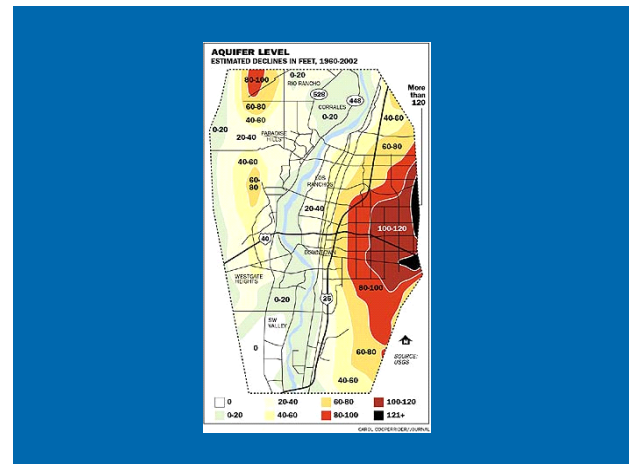 AQUIFER LEVEL
ESTIMATED DECLINES IN FEET, 1960-2002
80-100
0-20
RIO RANCHO
528
448
More
than
120
60-80
CORRALES
0-20
40-60
40-60
0-20
20-40
PARADISE
HILLS
60-80
40-60
60-
80
LOS
RANCHOS
20-40
100-120
40
DOWNTOWN
WESTGATE
HEIGHTS
80-100
0-20
25
SW
VALLEY
0
60-80
N
SOURCE:
USGS
40-60
0
20-40
60-80
100-120
0-20
40-60
80-100
121+
CAROL COOPERRIDER/JOURNAL